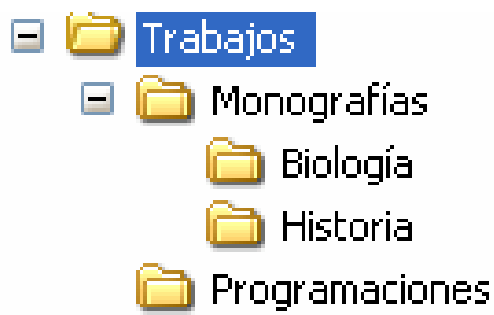 Trabajos
Monografías
Biología
Historia
Programaciones